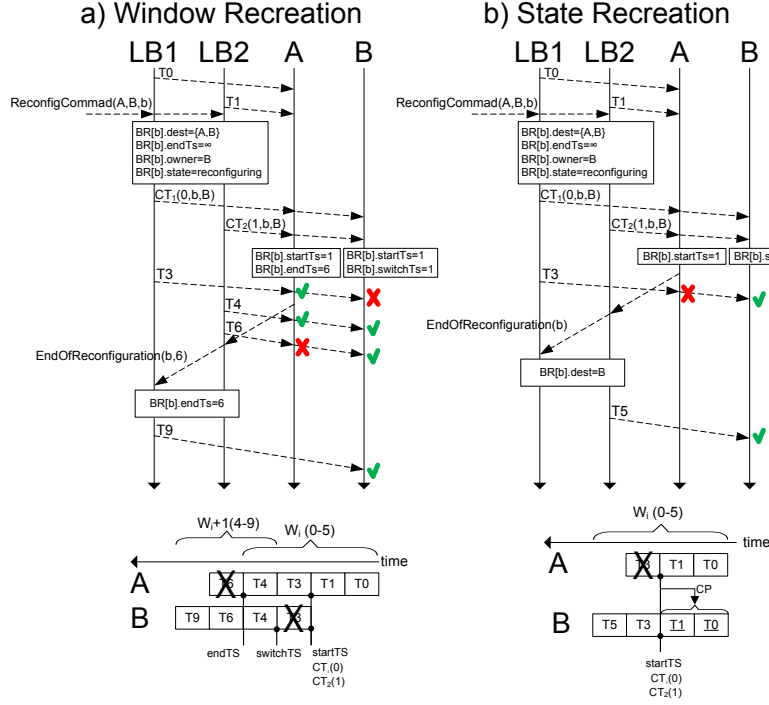 a) Window Recreation
LB1 LB2 A B
T0
ReconfigCommad(A,B,b)
T1
BR[b].dest={A,B}
BR[b].endTs=∞
BR[b].owner=B
BR[b].state=reconfiguring
CT1(0,b,B)
CT2(1,b,B)
BR[b].startTs=1
BR[b].endTs=6
BR[b].startTs=1
BR[b].switchTs=1
T3
T4
T6
EndOfReconfiguration(b,6)
BR[b].endTs=6
T9
Wi+1(4-9)
Wi (0-5)
time
A T6 T4 T3 T1 T0
B T9 T6 T4 T3
endTS switchTS startTS
CT1(0)
CT2(1)
b) State Recreation
LB1 LB2 A B
T0
ReconfigCommad(A,B,b)
T1
BR[b].dest={A,B}
BR[b].endTs=∞
BR[b].owner=B
BR[b].state=reconfiguring
CT1(0,b,B)
CT2(1,b,B)
BR[b].startTs=1
BR[b].s
T3
EndOfReconfiguration(b)
BR[b].dest=B
T5
Wi (0-5)
time
A T3 T1 T0
CP
B T5 T3 T1 T0
startTS
CT1(0)
CT2(1)